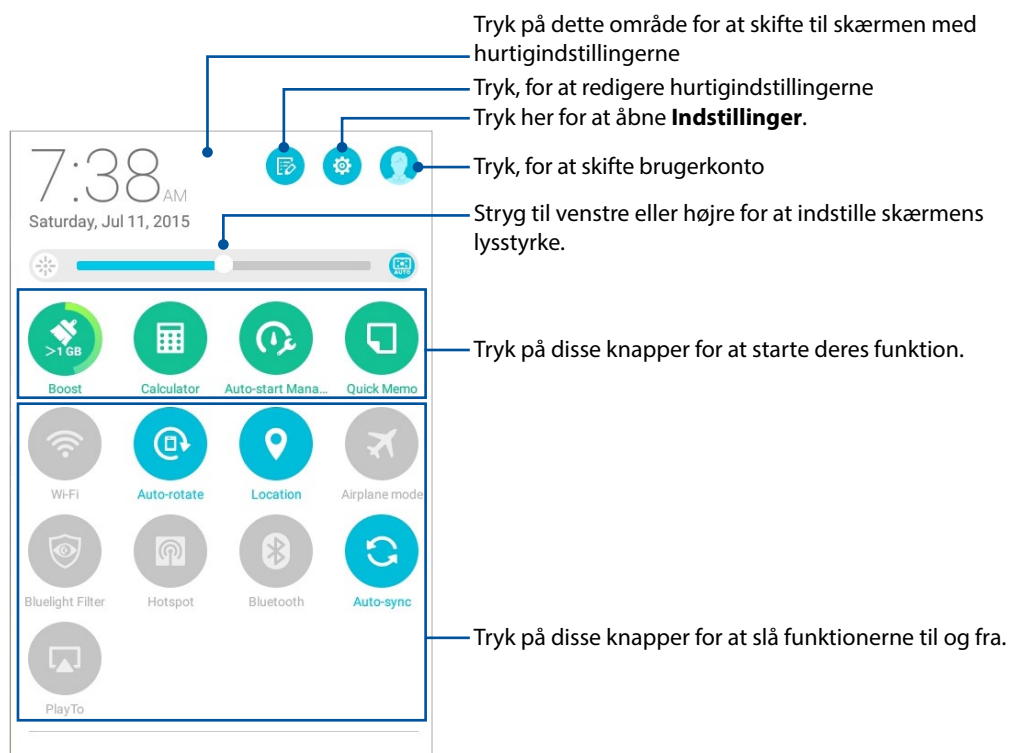 Tryk på dette område for at skifte til skærmen med
hurtigindstillingerne
Tryk, for at redigere hurtigindstillingerne
Tryk her for at åbne Indstillinger.
Tryk, for at skifte brugerkonto
Stryg til venstre eller højre for at indstille skærmens
lysstyrke.
7:38 AM
Saturday, Jul 11, 2015
AUTO
>1 GB
Boost
Calculator
Auto-start Mana...
Quick Memo
Tryk på disse knapper for at starte deres funktion.
Wi-Fi
Auto-rotate
Location
Airplane mode
Bluelight Filter
Hotspot
Bluetooth
Auto-sync
Tryk på disse knapper for at slå funktionerne til og fra.
PlayTo